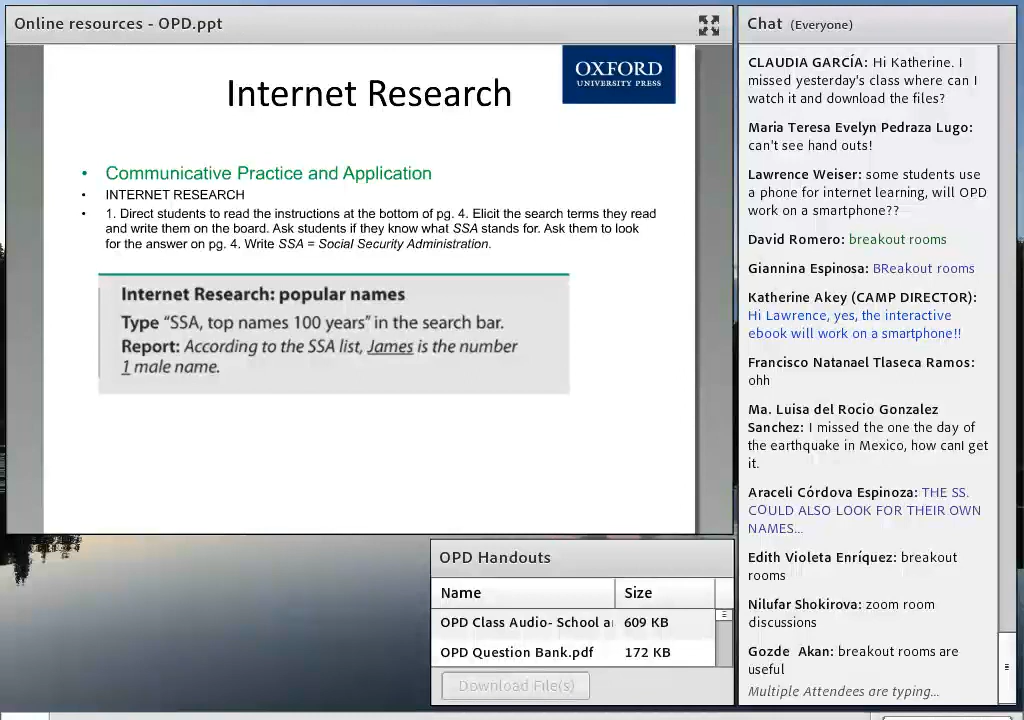 Online resources - OPD.ppt
OXFORD
UNIVERSITY PRESS
Internet Research
• Communicative Practice and Application
• INTERNET RESEARCH
• 1. Direct students to read the instructions at the bottom of pg. 4. Elicit the search terms they read
and write them on the board. Ask students if they know what SSA stands for. Ask them to look
for the answer on pg. 4. Write SSA = Social Security Administration.
Internet Research: popular names
Type “SSA, top names 100 years” in the search bar.
Report: According to the SSA list, James is the number
1 male name.
OPD Handouts
Name Size
OPD Class Audio- School a 609 KB
OPD Question Bank.pdf 172 KB
Download File(s)
Chat (Everyone)
CLAUDIA GARCÍA: Hi Katherine. I
missed yesterday's class where can I
watch it and download the files?
Maria Teresa Evelyn Pedraza Lugo:
can't see hand outs!
Lawrence Weiser: some students use
a phone for internet learning, will OPD
work on a smartphone??
David Romero: breakout rooms
Giannina Espinosa: BReakout rooms
Katherine Akey (CAMP DIRECTOR):
Hi Lawrence, yes, the interactive
ebook will work on a smartphone!!
Francisco Natanael Tlaseca Ramos:
ohh
Ma. Luisa del Rocio Gonzalez
Sanchez: I missed the one the day of
the earthquake in Mexico, how canI get
it.
Araceli Córdova Espinoza: THE SS.
COULD ALSO LOOK FOR THEIR OWN
NAMES...
Edith Violeta Enríquez: breakout
rooms
Nilufar Shokirova: zoom room
discussions
Gozde Akan: breakout rooms are
useful
Multiple Attendees are typing...